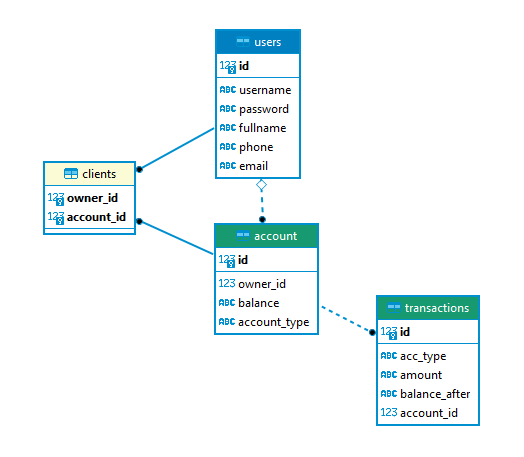 users
123 id
ABC username
ABC password
ABC fullname
ABC phone
ABC email
clients
123 owner_id
123 account_id
account
123 id
123 owner_id
ABC balance
ABC account_type
transactions
123 id
ABC acc_type
ABC amount
ABC balance_after
123 account_id